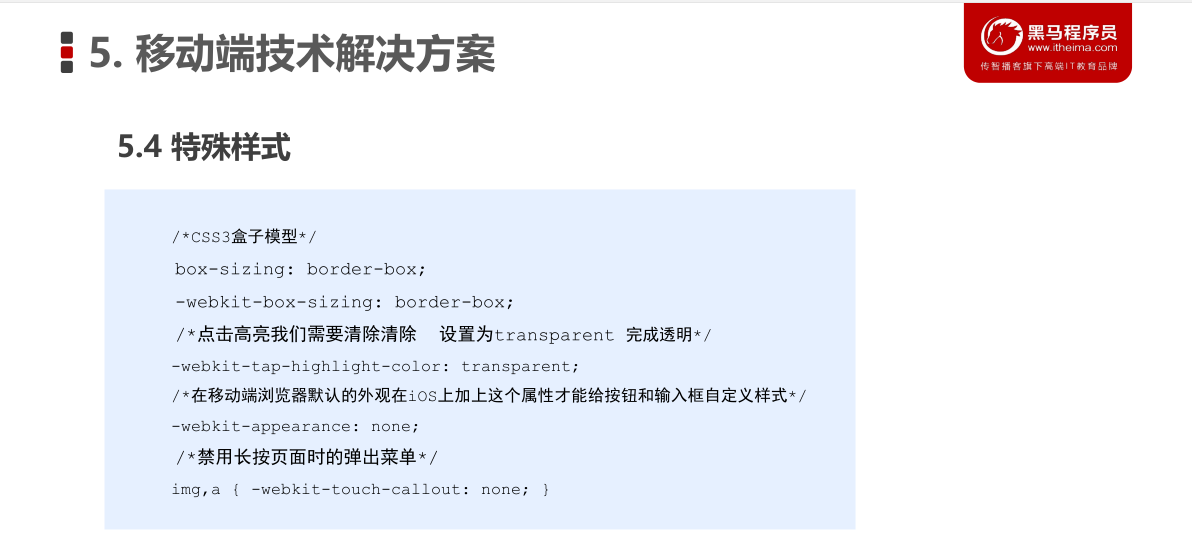 5. 移动端技术解决方案
黑马程序员
www.itheima.com
传智播客旗下高端IT教育品牌
5.4 特殊样式
/*CSS3盒子模型*/
box-sizing: border-box;
-webkit-box-sizing: border-box;
/*点击高亮我们需要清除清除  设置为transparent 完成透明*/
-webkit-tap-highlight-color: transparent;
/*在移动端浏览器默认的外观在iOS上加上这个属性才能给按钮和输入框自定义样式*/
-webkit-appearance: none;
/*禁用长按页面时的弹出菜单*/
img,a { -webkit-touch-callout: none; }